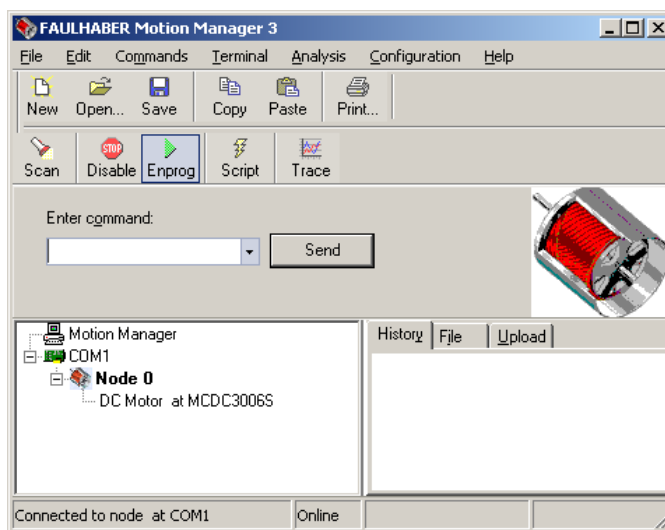 FAULHABER Motion Manager 3
File Edit Commands Terminal Analysis Configuration Help
New Open... Save Copy Paste Print...
STOP
Scan Disable Enprog Script Trace
Enter command:
Send
Motion Manager
History File Upload
COM1
Node 0
DC Motor at MCDC3006S
Connected to node at COM1 Online